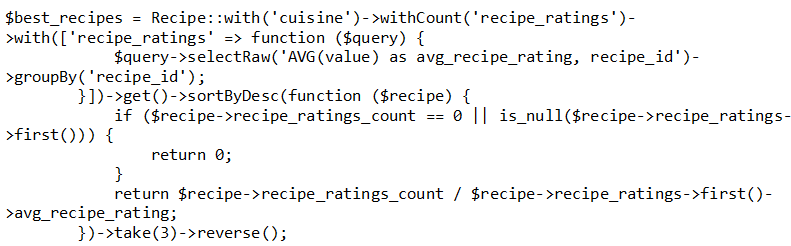 $best_recipes = Recipe::with('cuisine')->withCount('recipe_ratings')-
>with(['recipe_ratings' => function ($query) {
            $query->selectRaw('AVG(value) as avg_recipe_rating, recipe_id')-
>groupBy('recipe_id');
        }])->get()->sortByDesc(function ($recipe) {
            if ($recipe->recipe_ratings_count == 0 || is_null($recipe->recipe_ratings-
>first())) {
                return 0;
            }
            return $recipe->recipe_ratings_count / $recipe->recipe_ratings->first()-
>avg_recipe_rating;
        })->take(3)->reverse();